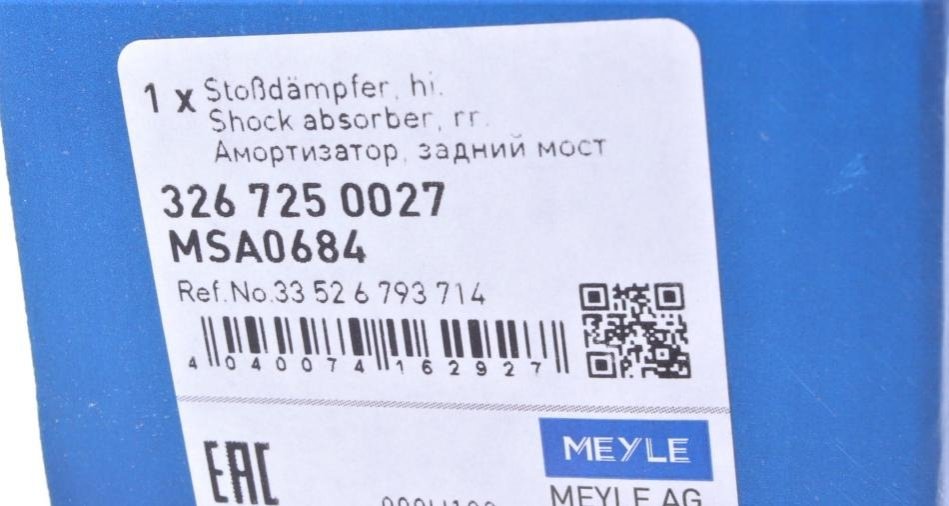 1 x Stoßdämpfer, hi.
Shock absorber, rr.
Амортизатор, задний мост
326 725 0027
MSA0684
Ref.No.33 52 6 793 714
4 040074 162927
EAC
MEYLE
MEYLE AG